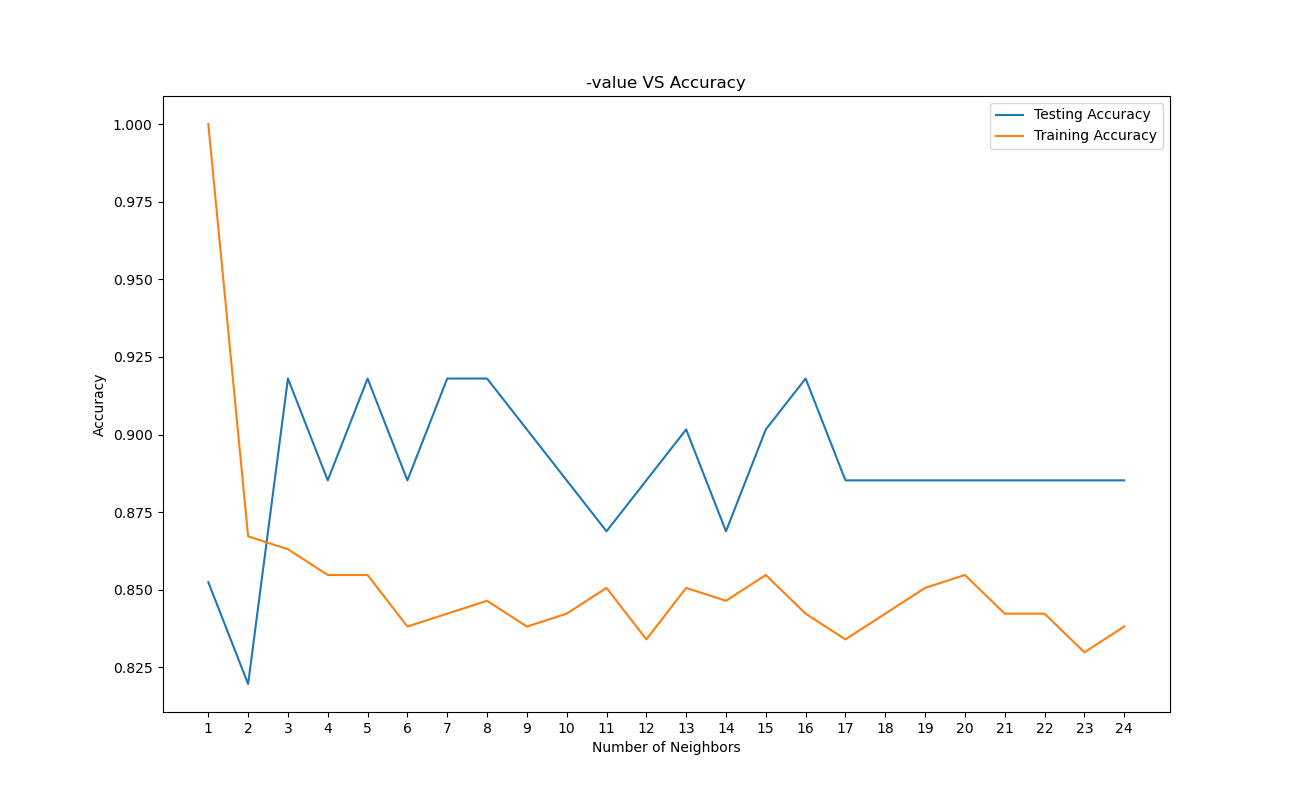 -value VS Accuracy
Testing Accuracy
Training Accuracy
1.000
0.975
0.950
0.925
0.900
0.875
0.850
0.825
Accuracy
1 2 3 4 5 6 7 8 9 10 11 12 13 14 15 16 17 18 19 20 21 22 23 24
Number of Neighbors